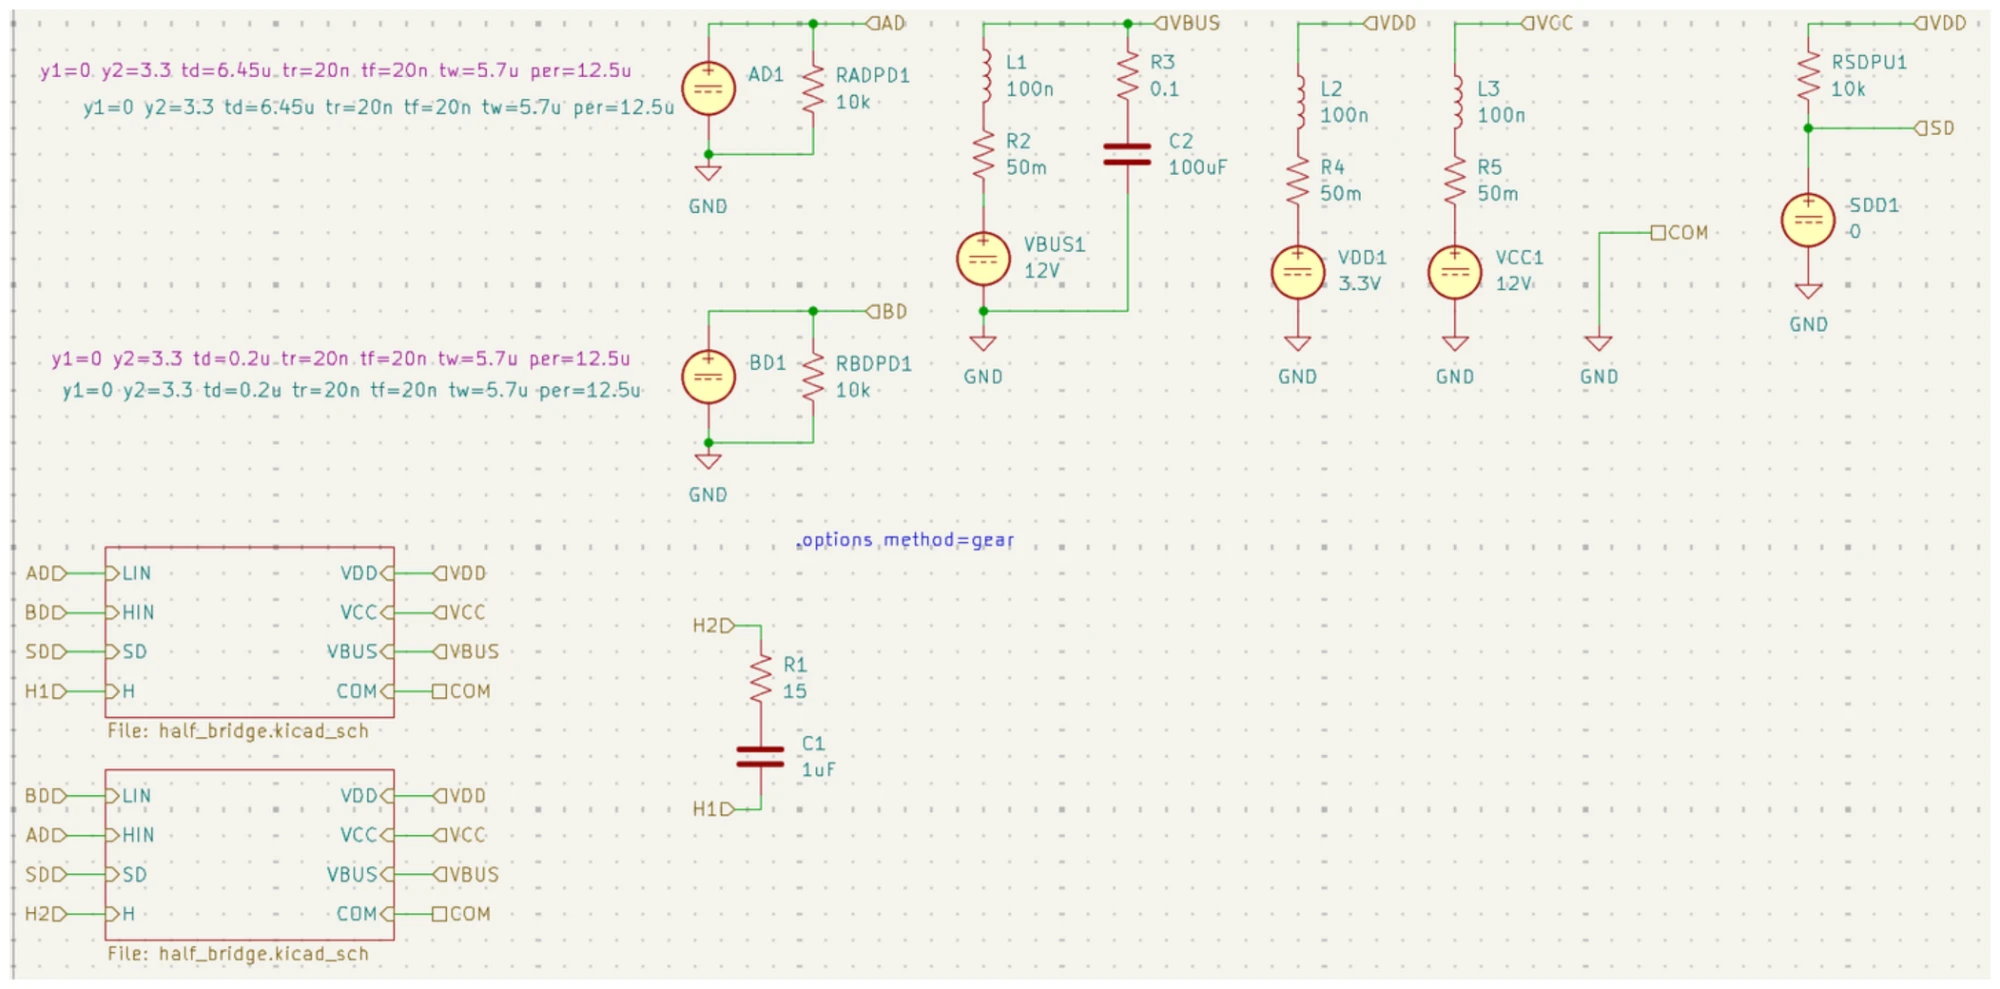 AD
VBUS
VDD
VCC
VDD
y1=0 y2=3.3 td=6.45u tr=20n tf=20n tw=5.7u per=12.5u
y1=0 y2=3.3 td=6.45u tr=20n tf=20n tw=5.7u per=12.5u
AD1
RADPD1
10k
GND
L1
100n
R2
50m
R3
0.1
C2
100uF
VBUS1
12V
GND
L2
100n
R4
50m
VDD1
3.3V
GND
L3
100n
R5
50m
VCC1
12V
GND
COM
GND
RSDPU1
10k
SD
SDD1
0
GND
BD
y1=0 y2=3.3 td=0.2u tr=20n tf=20n tw=5.7u per=12.5u
y1=0 y2=3.3 td=0.2u tr=20n tf=20n tw=5.7u per=12.5u
BD1
RBDPD1
10k
GND
.options method=gear
AD LIN VDD VDD
BD HIN VCC VCC
SD SD VBUS VBUS
H1 H COM COM
File: half_bridge.kicad_sch
H2
R1
15
C1
1uF
H1
BD LIN VDD VDD
AD HIN VCC VCC
SD SD VBUS VBUS
H2 H COM COM
File: half_bridge.kicad_sch